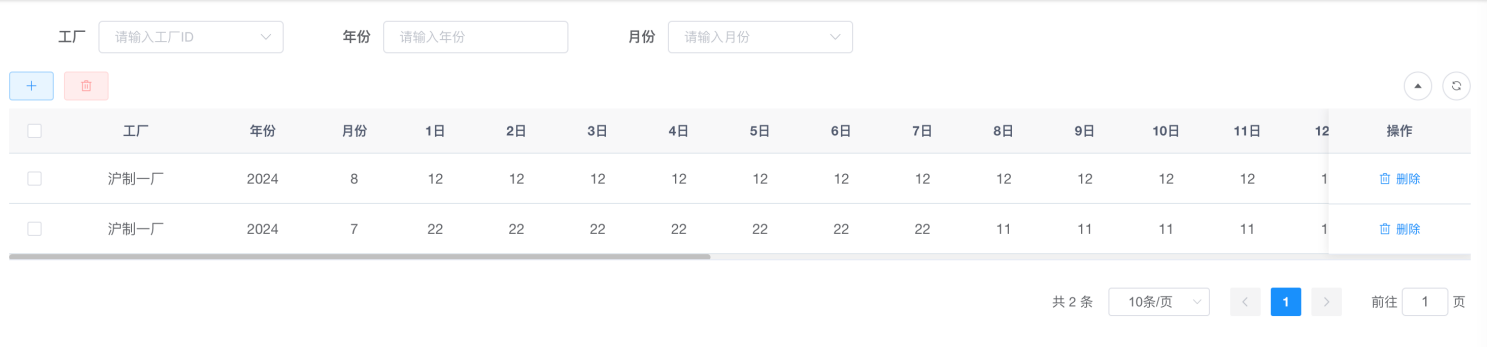 工厂 请输入工厂ID 年份 请输入年份 月份 请输入月份
工厂 年份 月份 1日 2日 3日 4日 5日 6日 7日 8日 9日 10日 11日 12 操作
沪制一厂 2024 8 12 12 12 12 12 12 12 12 12 12 12 1 删除
沪制一厂 2024 7 22 22 22 22 22 22 22 11 11 11 11 1 删除
共 2 条 10条/页 1 前往 1 页